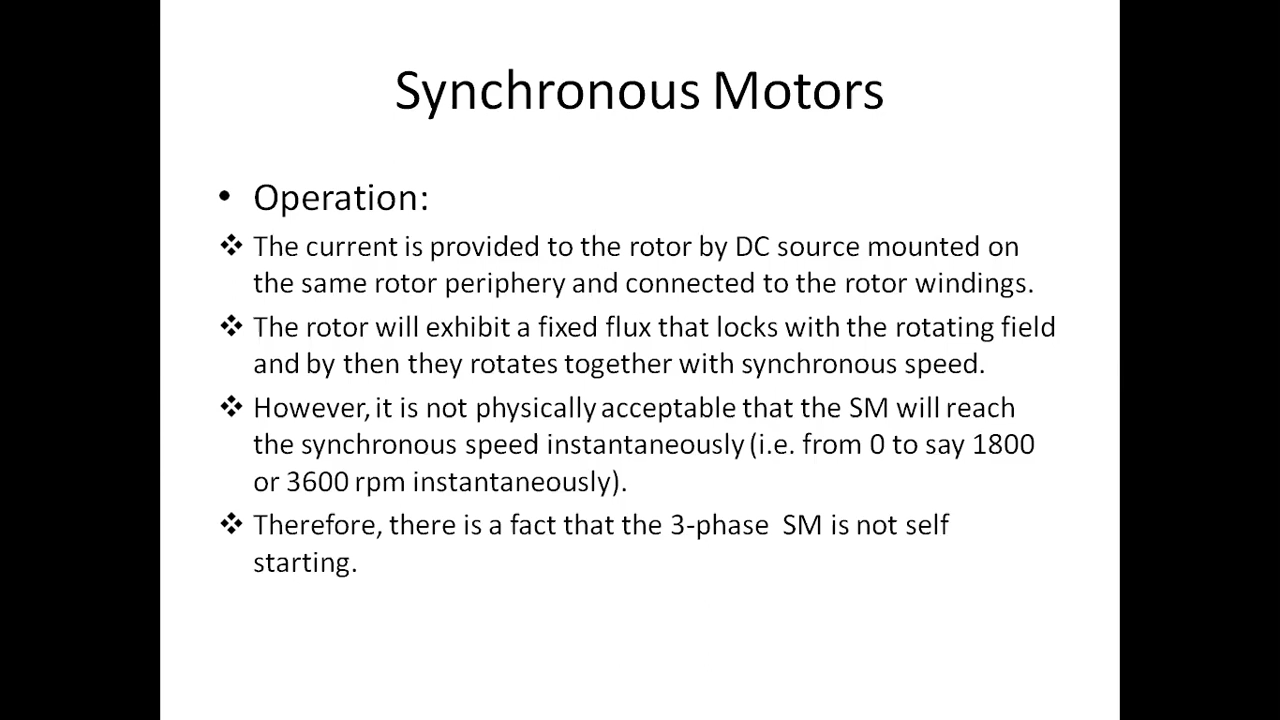 Synchronous Motors
• Operation:
❖ The current is provided to the rotor by DC source mounted on
the same rotor periphery and connected to the rotor windings.
❖ The rotor will exhibit a fixed flux that locks with the rotating field
and by then they rotates together with synchronous speed.
❖ However, it is not physically acceptable that the SM will reach
the synchronous speed instantaneously (i.e. from 0 to say 1800
or 3600 rpm instantaneously).
❖ Therefore, there is a fact that the 3-phase  SM is not self
starting.